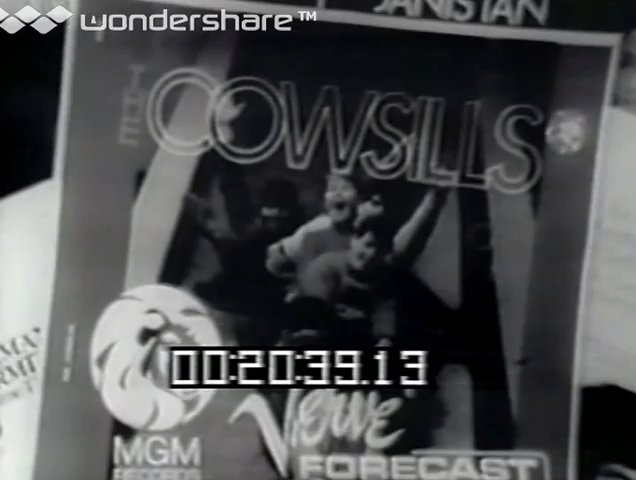 wondershare™
JANISIAN
THE
COWSILLS
00:20:39.13
Verve
MGM
RECORDS
FORECAST